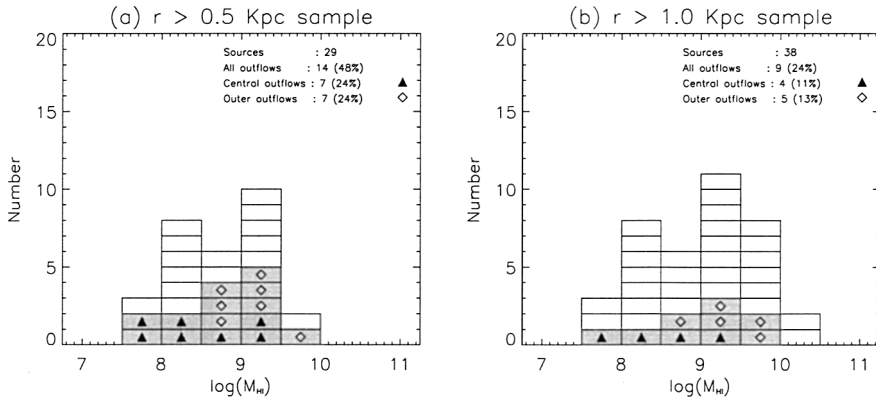 (a) r > 0.5 Kpc sample
Sources : 29
All outflows : 14 (48%)
Central outflows : 7 (24%)
Outer outflows : 7 (24%)
20
15
10
5
0
Number
7 8 9 10 11
log(M_HI)
(b) r > 1.0 Kpc sample
Sources : 38
All outflows : 9 (24%)
Central outflows : 4 (11%)
Outer outflows : 5 (13%)
20
15
10
5
0
Number
7 8 9 10 11
log(M_HI)